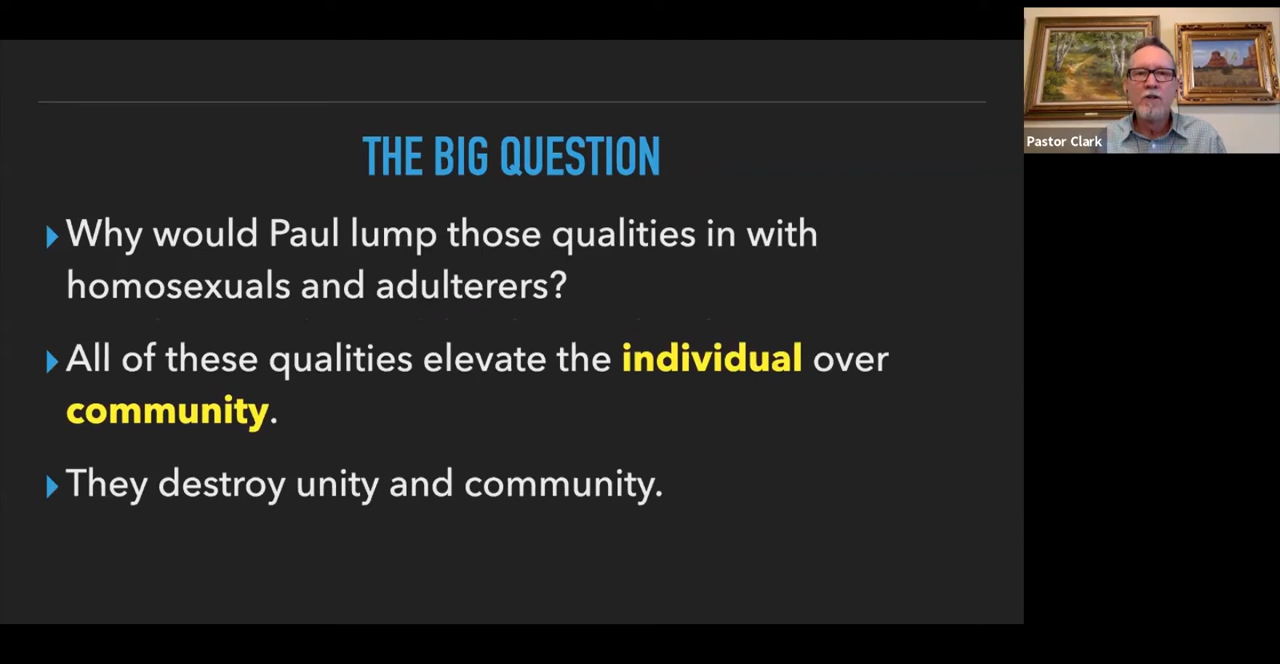 THE BIG QUESTION
Why would Paul lump those qualities in with
homosexuals and adulterers?
All of these qualities elevate the individual over
community.
They destroy unity and community.
Pastor Clark